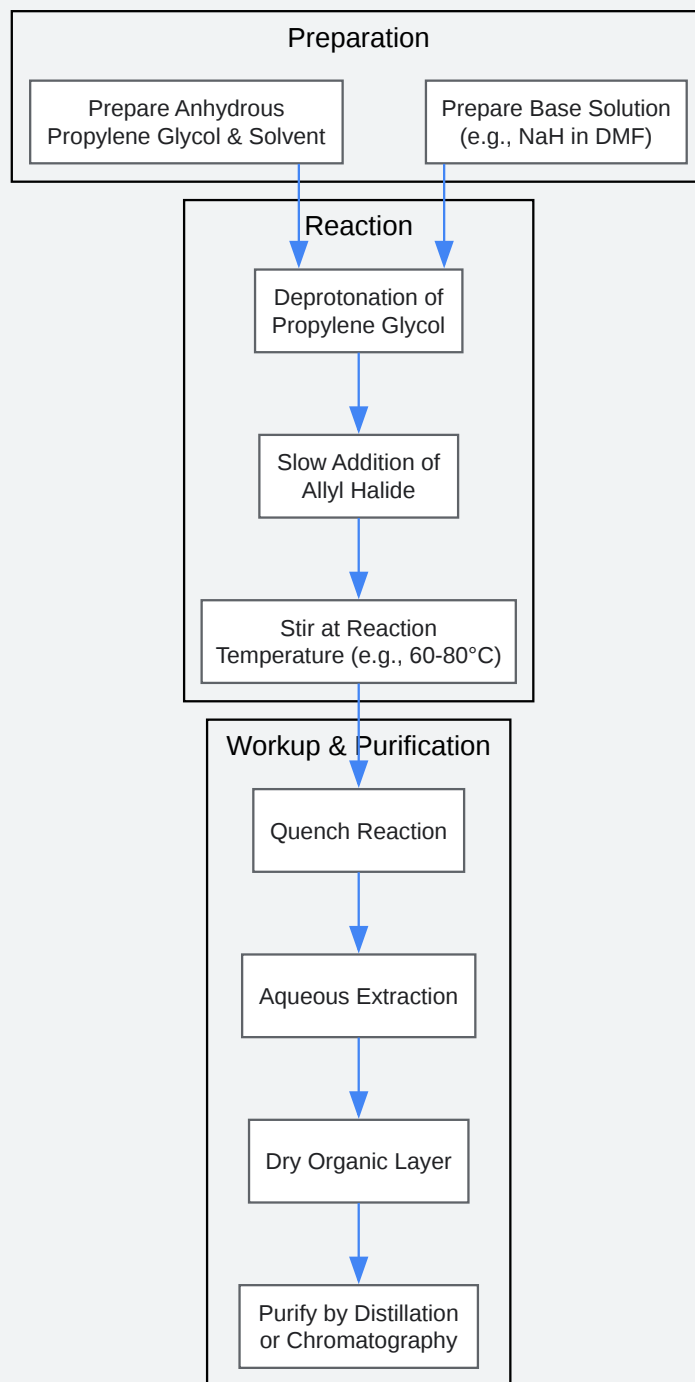 Preparation
Prepare Anhydrous
Propylene Glycol & Solvent
Prepare Base Solution
(e.g., NaH in DMF)
Reaction
Deprotonation of
Propylene Glycol
Slow Addition of
Allyl Halide
Stir at Reaction
Temperature (e.g., 60-80°C)
Workup & Purification
Quench Reaction
Aqueous Extraction
Dry Organic Layer
Purify by Distillation
or Chromatography